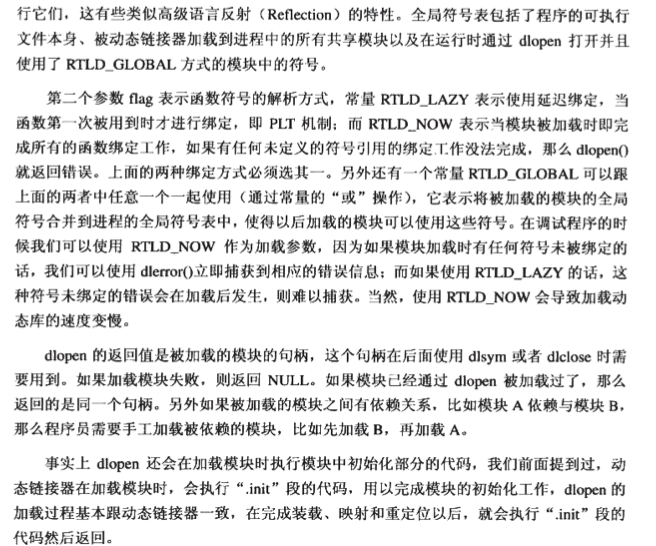 行它们，这有些类似高级语言反射（Reflection）的特性。全局符号表包括了程序的可执行
文件本身、被动态链接器加载到进程中的所有共享模块以及在运行时通过 dlopen 打开并且
使用了 RTLD_GLOBAL 方式的模块中的符号。
第二个参数 flag 表示函数符号的解析方式，常量 RTLD_LAZY 表示使用延迟绑定，当
函数第一次被用到时才进行绑定，即 PLT 机制；而 RTLD_NOW 表示当模块被加载时即完
成所有的函数绑定工作，如果有任何未定义的符号引用的绑定工作没法完成，那么 dlopen()
就返回错误。上面的两种绑定方式必须选其一。另外还有一个常量 RTLD_GLOBAL 可以跟
上面的两者中任意一个一起使用（通过常量的“或”操作），它表示将被加载的模块的全局
符号合并到进程的全局符号表中，使得以后加载的模块可以使用这些符号。在调试程序的时
候我们可以使用 RTLD_NOW 作为加载参数，因为如果模块加载时有任何符号未被绑定的
话，我们可以使用 dlerror()立即捕获到相应的错误信息；而如果使用 RTLD_LAZY 的话，这
种符号未绑定的错误会在加载后发生，则难以捕获。当然，使用 RTLD_NOW 会导致加载动
态库的速度变慢。
dlopen 的返回值是被加载的模块的句柄，这个句柄在后面使用 dlsym 或者 dlclose 时需
要用到。如果加载模块失败，则返回 NULL。如果模块已经通过 dlopen 被加载过了，那么
返回的是同一个句柄。另外如果被加载的模块之间有依赖关系，比如模块 A 依赖与模块 B，
那么程序员需要手工加载被依赖的模块，比如先加载 B，再加载 A。
事实上 dlopen 还会在加载模块时执行模块中初始化部分的代码，我们前面提到过，动
态链接器在加载模块时，会执行“.init”段的代码，用以完成模块的初始化工作，dlopen 的
加载过程基本跟动态链接器一致，在完成装载、映射和重定位以后，就会执行“.init”段的
代码然后返回。